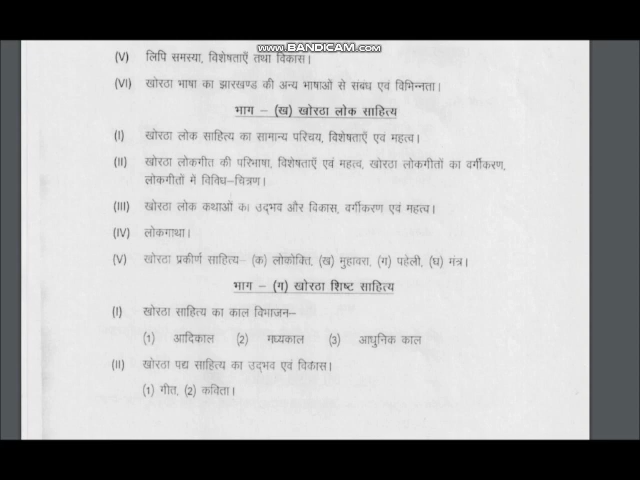 www.BANDICAM.com
(V) लिपि समस्या, विशेषताएँ तथा विकास।
(VI) खोरठा भाषा का झारखण्ड की अन्य भाषाओं से संबंध एवं विभिन्नता।
भाग – (ख) खोरठा लोक साहित्य
(I) खोरठा लोक साहित्य का सामान्य परिचय, विशेषताएँ एवं महत्व।
(II) खोरठा लोकगीत की परिभाषा, विशेषताएँ एवं महत्व, खोरठा लोकगीतों का वर्गीकरण,
लोकगीतों में विविध–चित्रण।
(III) खोरठा लोक कथाओं का उद्भव और विकास, वर्गीकरण एवं महत्व।
(IV) लोकगाथा।
(V) खोरठा प्रकीर्ण साहित्य– (क) लोकोक्ति, (ख) मुहावरा, (ग) पहेली, (घ) मंत्र।
भाग – (ग) खोरठा शिष्ट साहित्य
(I) खोरठा साहित्य का काल विभाजन–
(1) आदिकाल (2) मध्यकाल (3) आधुनिक काल
(II) खोरठा पद्य साहित्य का उद्भव एवं विकास।
(1) गीत, (2) कविता।